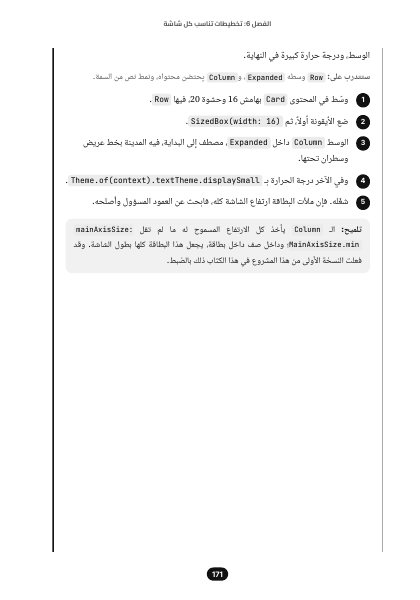 الفصل 6: تخطيطات تناسب كل شاشة
الوسط، ودرجة حرارة كبيرة في النهاية.
ستتدرب على: Row وسطه Expanded، و Column يحتضن محتواه، ونمط نص من السمة.
1 وسّط في المحتوى Card بهامش 16 وحشوة 20، فيها Row.
2 ضع الأيقونة أولاً، ثم SizedBox(width: 16).
3 الوسط Column داخل Expanded، مصطف إلى البداية، فيه المدينة بخط عريض
وسطران تحتها.
4 وفي الآخر درجة الحرارة بـ Theme.of(context).textTheme.displaySmall.
5 شغّله. فإن ملأت البطاقة ارتفاع الشاشة كله، فابحث عن العمود المسؤول وأصلحه.
تلميح: الـ Column يأخذ كل الارتفاع المسموح له ما لم تقل mainAxisSize:
MainAxisSize.min؛ وداخل صف داخل بطاقة، يجعل هذا البطاقة كلها بطول الشاشة. وقد
فعلت النسخة الأولى من هذا المشروع في هذا الكتاب ذلك بالضبط.
171